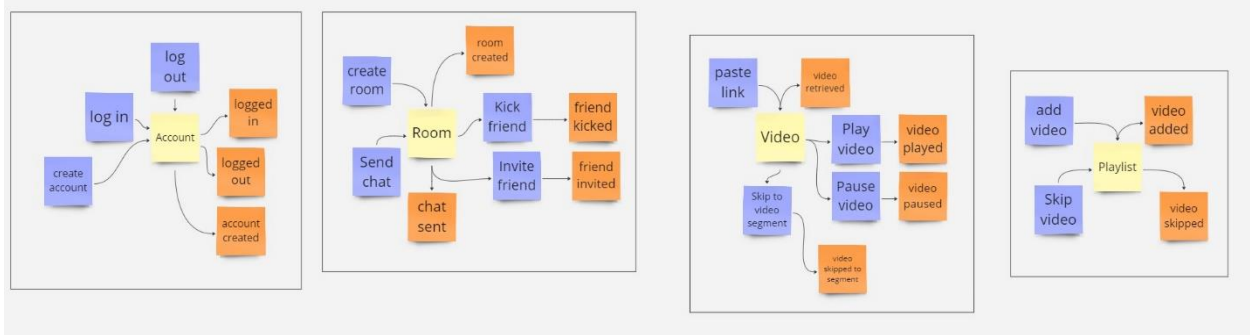 log
out
log in
Account
logged
in
logged
out
create
account
account
created
create
room
room
created
Room
Kick
friend
friend
kicked
Send
chat
Invite
friend
friend
invited
chat
sent
paste
link
video
retrieved
Video
Play
video
video
played
Skip to
video
segment
Pause
video
video
paused
video
skipped to
segment
add
video
video
added
Playlist
Skip
video
video
skipped